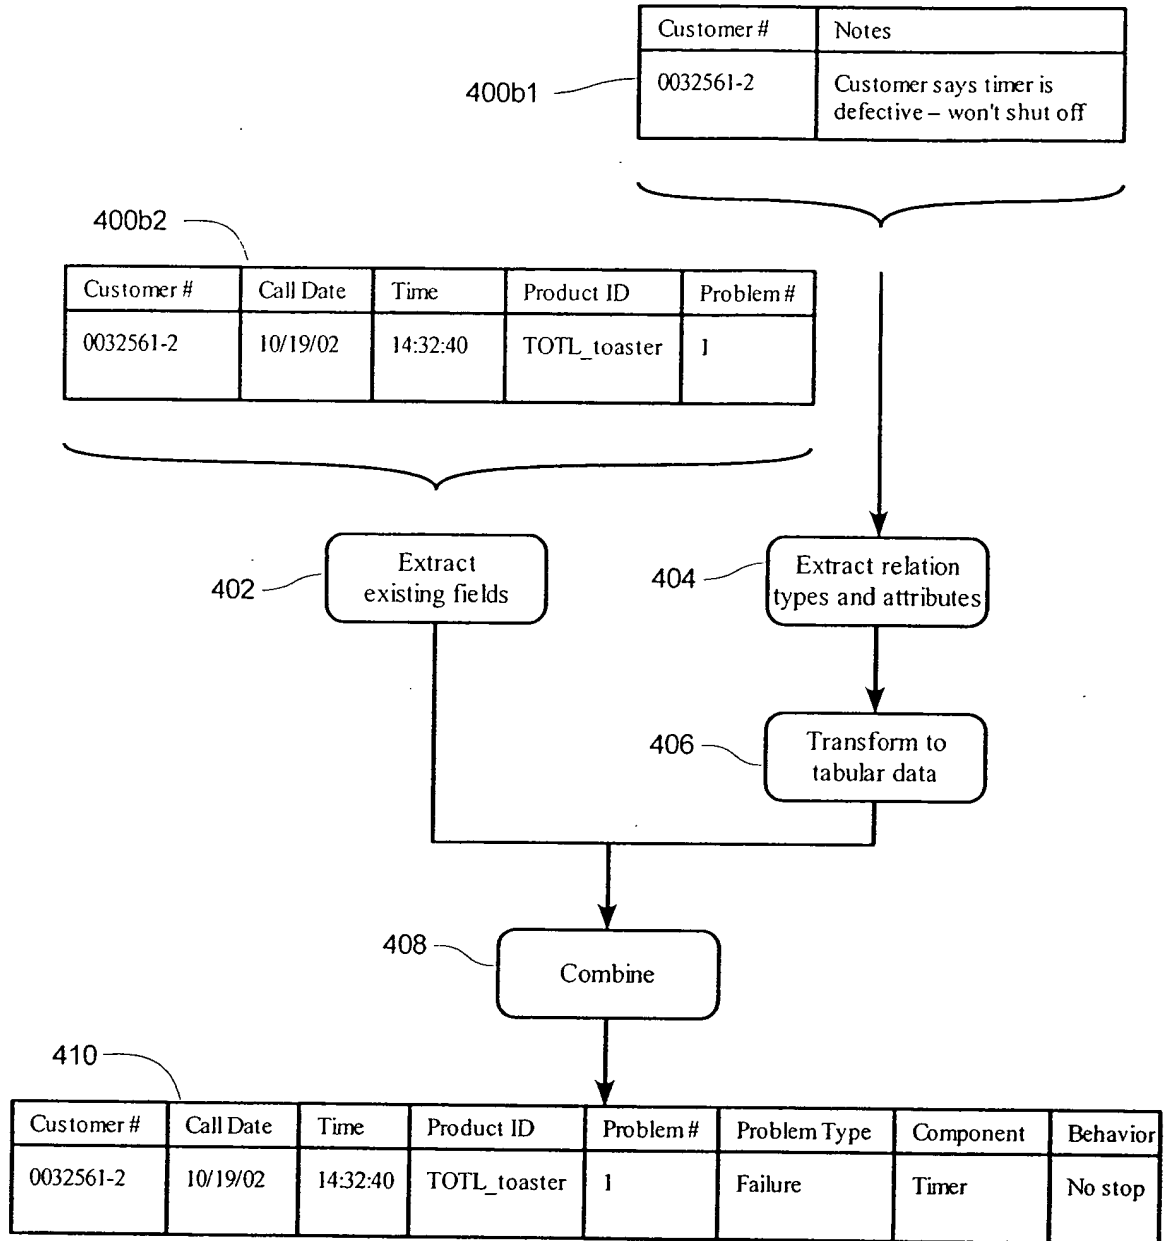 Customer # Notes
400b1
0032561-2 Customer says timer is
defective – won't shut off
400b2
Customer # Call Date Time Product ID Problem #
0032561-2 10/19/02 14:32:40 TOTL_toaster 1
402
Extract
existing fields
404
Extract relation
types and attributes
406
Transform to
tabular data
408
Combine
410
Customer # Call Date Time Product ID Problem # Problem Type Component Behavior
0032561-2 10/19/02 14:32:40 TOTL_toaster 1 Failure Timer No stop